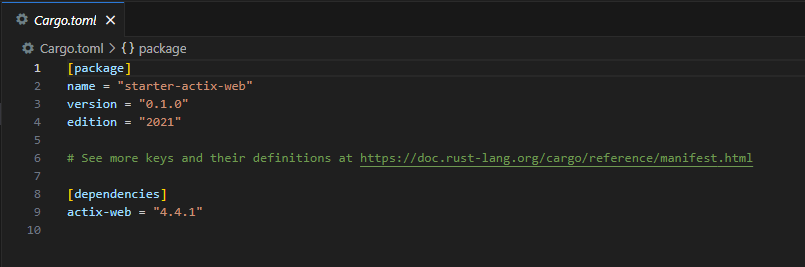 Cargo.toml
Cargo.toml > {} package
1 [package]
2 name = "starter-actix-web"
3 version = "0.1.0"
4 edition = "2021"
5
6 # See more keys and their definitions at https://doc.rust-lang.org/cargo/reference/manifest.html
7
8 [dependencies]
9 actix-web = "4.4.1"
10